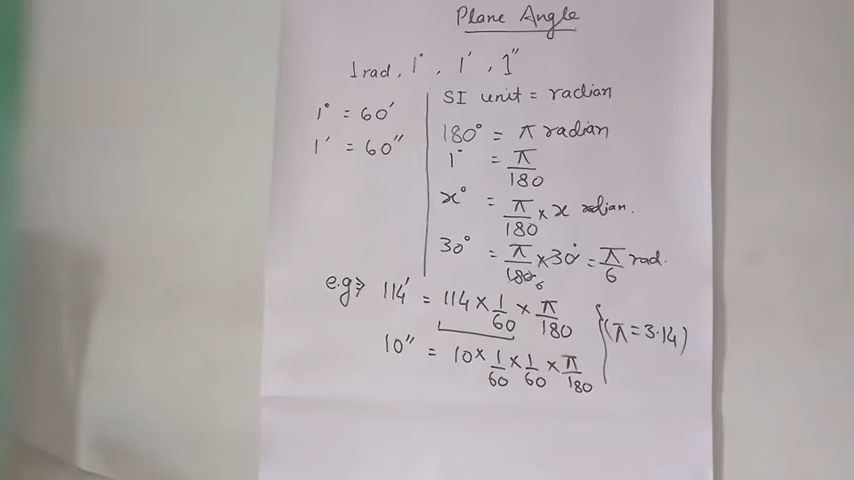 Plane Angle
1rad, 1°, 1', 1"
1° = 60'
1' = 60"
SI unit = radian
180° = π radian
1° = π/180
x° = π/180 × x radian.
30° = π/180 6 × 30° = π/6 rad.
e.g⇒ 114' = 114 × 1/60 × π/180
10" = 10 × 1/60 × 1/60 × π/180
(π = 3.14)